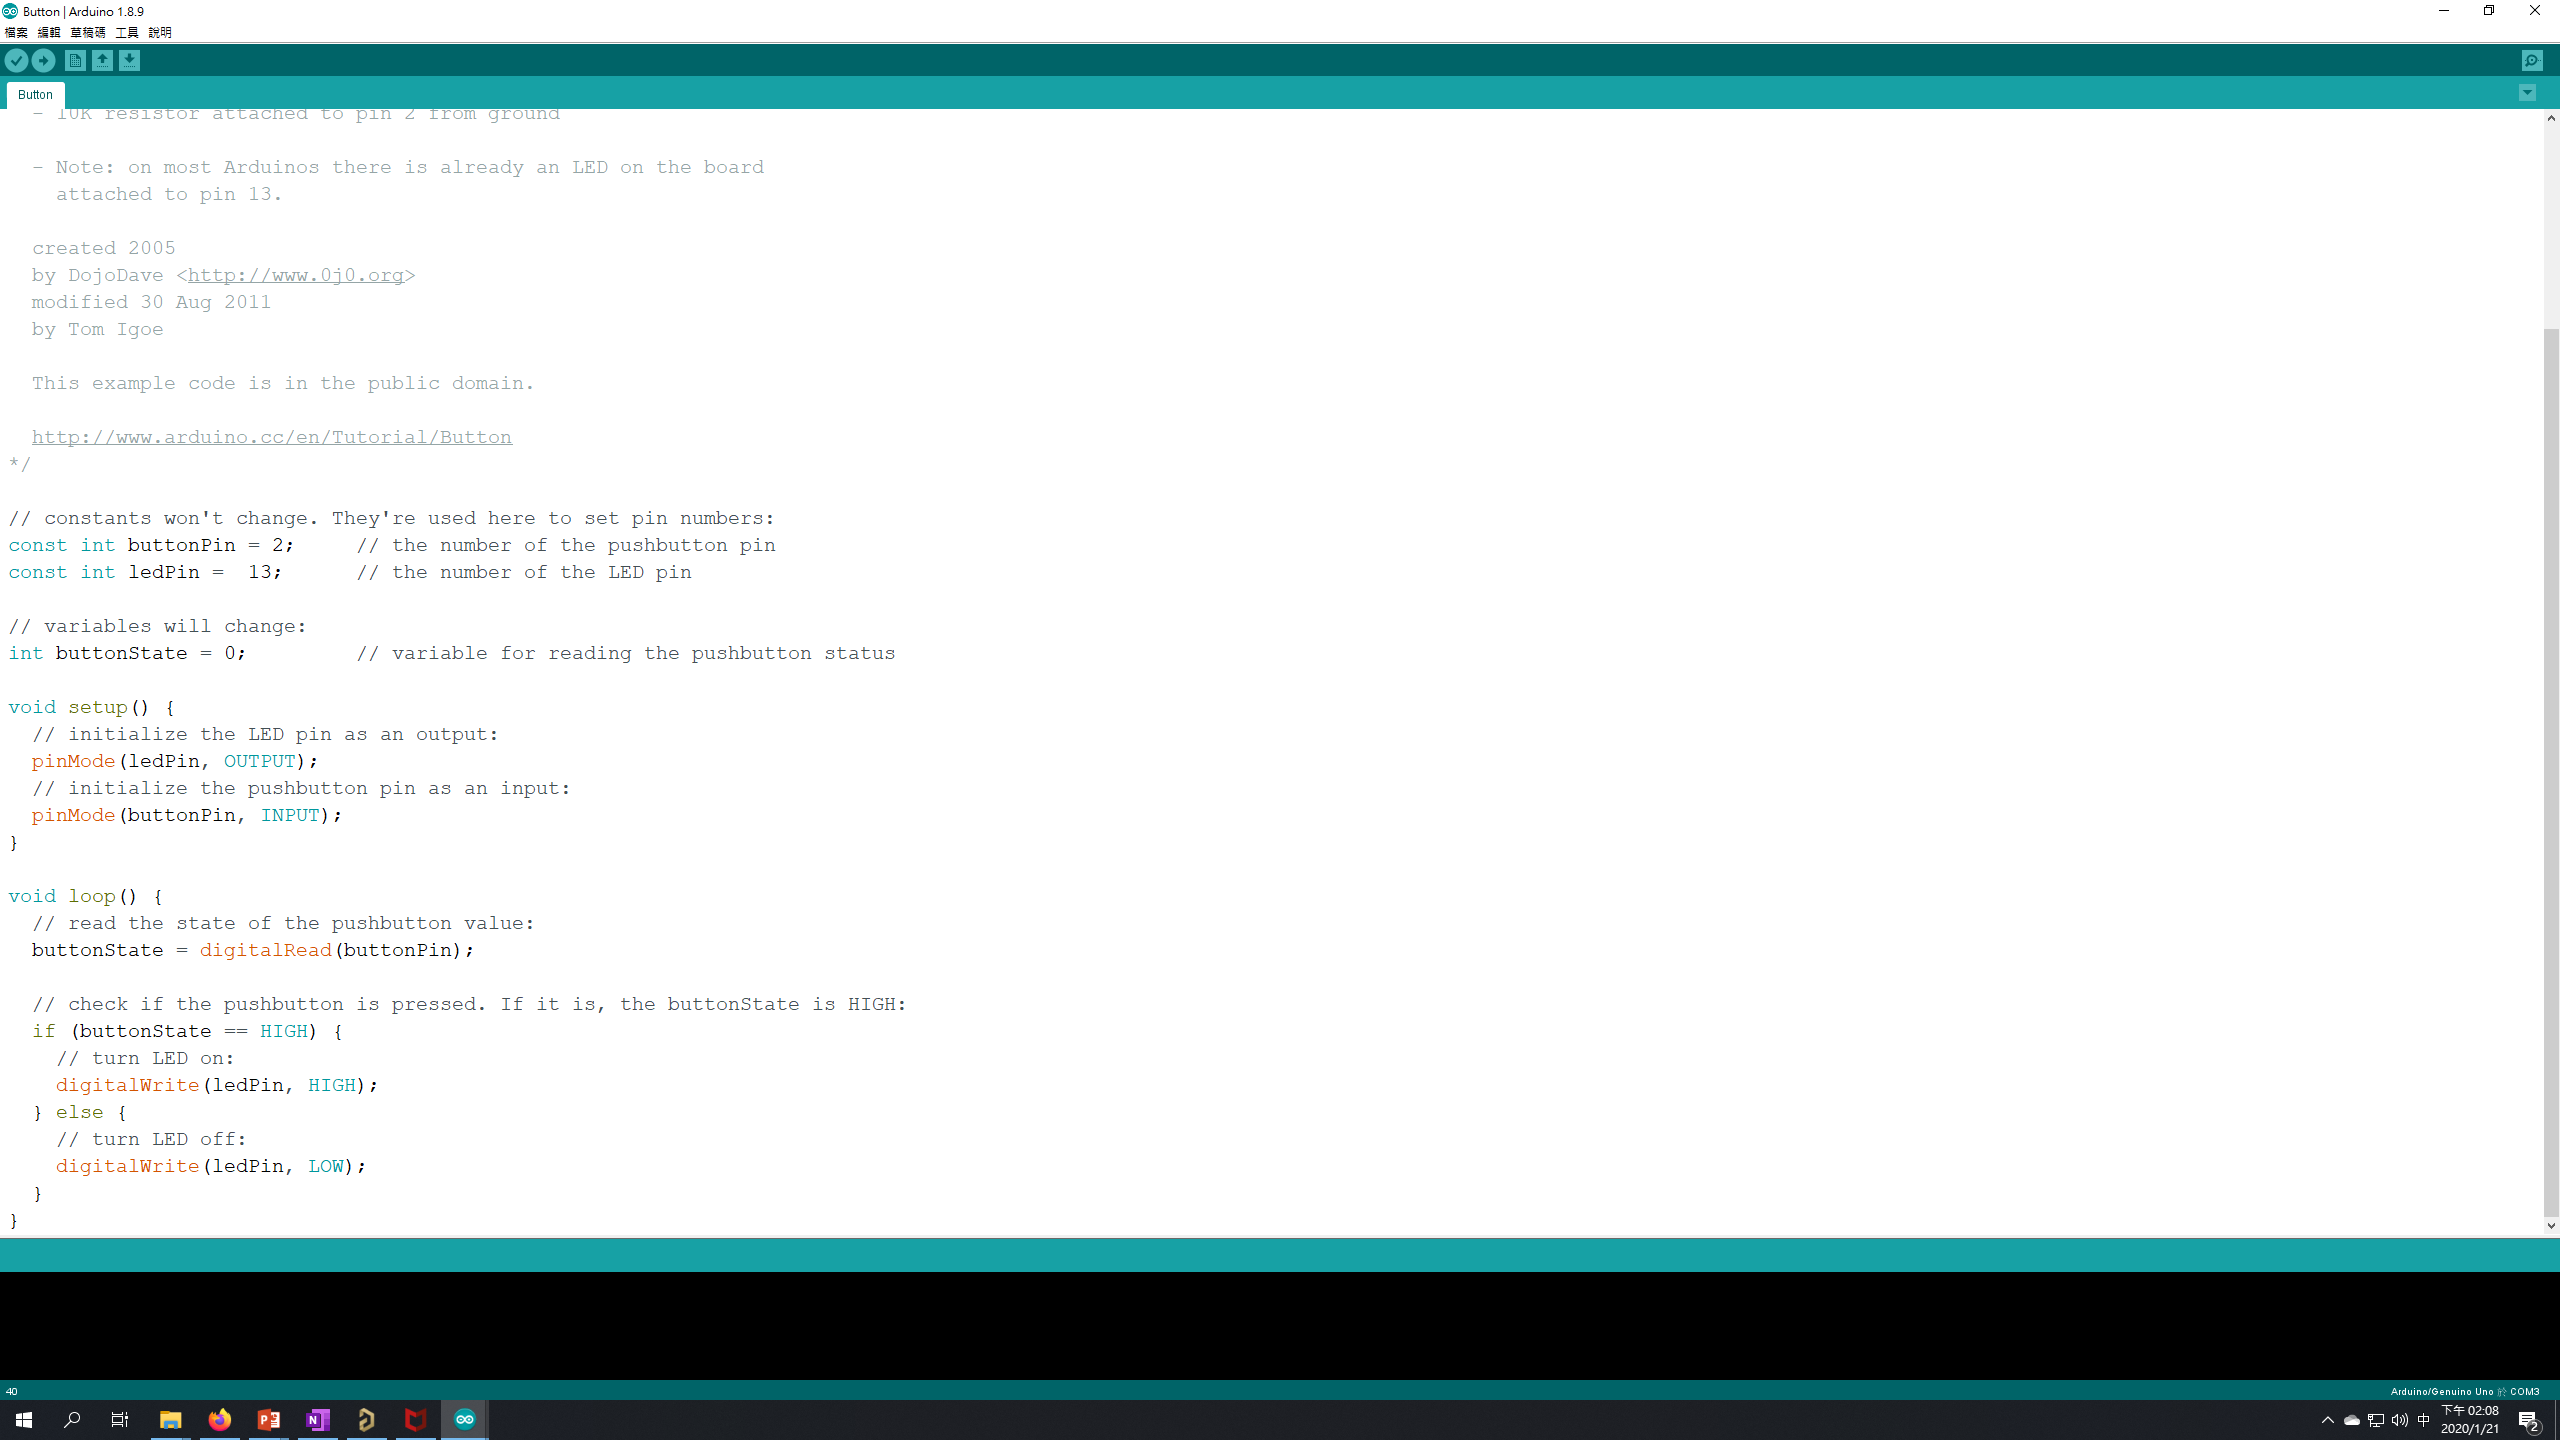 Button | Arduino 1.8.9
檔案 編輯 草稿碼 工具 說明
Button
- 10K resistor attached to pin 2 from ground
- Note: on most Arduinos there is already an LED on the board
attached to pin 13.
created 2005
by DojoDave <http://www.0j0.org>
modified 30 Aug 2011
by Tom Igoe
This example code is in the public domain.
http://www.arduino.cc/en/Tutorial/Button
*/
// constants won't change. They're used here to set pin numbers:
const int buttonPin = 2;     // the number of the pushbutton pin
const int ledPin =  13;      // the number of the LED pin
// variables will change:
int buttonState = 0;         // variable for reading the pushbutton status
void setup() {
  // initialize the LED pin as an output:
  pinMode(ledPin, OUTPUT);
  // initialize the pushbutton pin as an input:
  pinMode(buttonPin, INPUT);
}
void loop() {
  // read the state of the pushbutton value:
  buttonState = digitalRead(buttonPin);
  // check if the pushbutton is pressed. If it is, the buttonState is HIGH:
  if (buttonState == HIGH) {
    // turn LED on:
    digitalWrite(ledPin, HIGH);
  } else {
    // turn LED off:
    digitalWrite(ledPin, LOW);
  }
}
40
Arduino/Genuino Uno 於 COM3
中
下午 02:08
2020/1/21
2